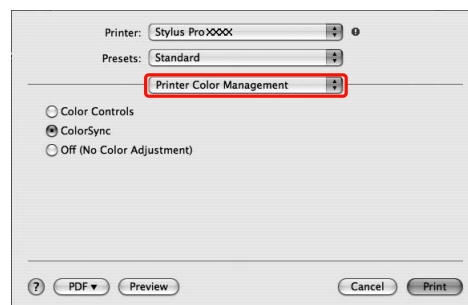 Printer: Stylus Pro XXXX
Presets: Standard
Printer Color Management
Color Controls
ColorSync
Off (No Color Adjustment)
? PDF ▼ Preview Cancel Print